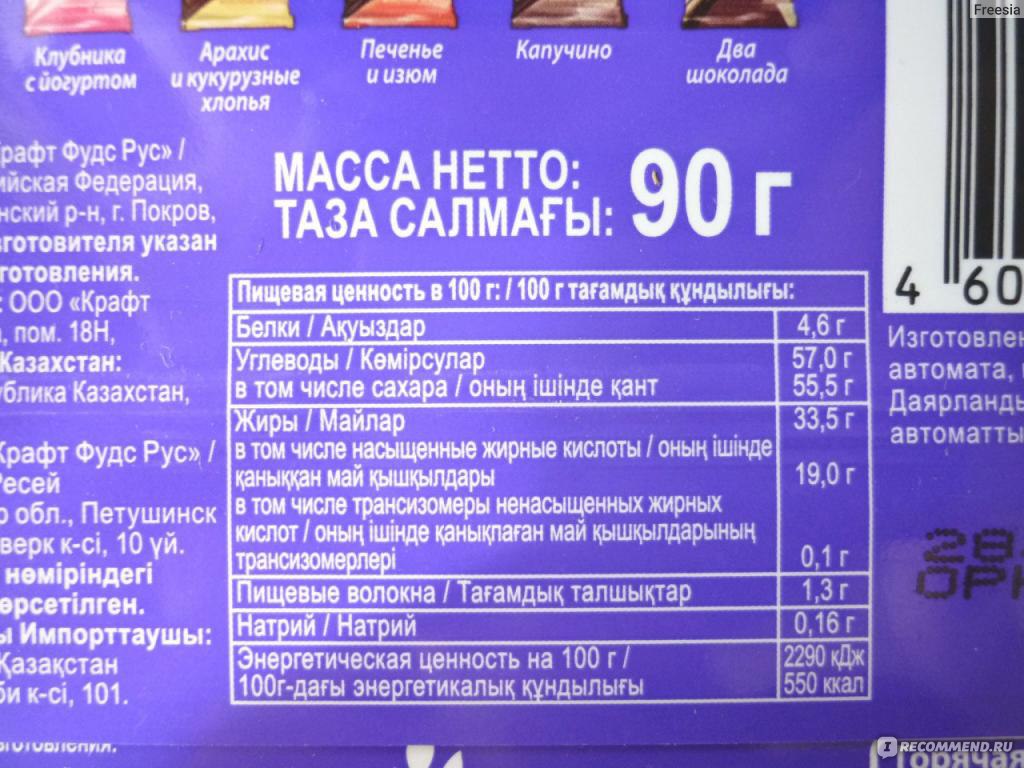 Freesia
Клубника
с йогуртом
Арахис
и кукурузные
хлопья
Печенье
и изюм
Капучино
Два
шоколада
рафт Фудс Рус» /
ийская Федерация,
нский р-н, г. Покров,
зготовителя указан
готовления.
: ООО «Крафт
, пом. 18Н,
Казахстан:
ублика Казахстан,
Крафт Фудс Рус» /
Ресей
о обл., Петушинск
верк к-сі, 10 үй.
нөміріндегі
өрсетілген.
ы Импорттаушы:
Қазақстан
би к-сі, 101.
МАССА НЕТТО:
ТАЗА САЛМАҒЫ: 90 г
Пищевая ценность в 100 г: / 100 г тағамдық құндылығы:
Белки / Ақуыздар 4,6 г
Углеводы / Көмірсулар 57,0 г
в том числе сахара / оның ішінде қант 55,5 г
Жиры / Майлар 33,5 г
в том числе насыщенные жирные кислоты / оның ішінде
қаныққан май қышқылдары 19,0 г
в том числе трансизомеры ненасыщенных жирных
кислот / оның ішінде қанықпаған май қышқылдарының
трансизомерлері 0,1 г
Пищевые волокна / Тағамдық талшықтар 1,3 г
Натрий / Натрий 0,16 г
Энергетическая ценность на 100 г / 2290 кДж
100г-дағы энергетикалық құндылығы 550 ккал
4 60
Изготовлен
автомата,
Даярланды
автоматты
28.
ОРН
Горячая
IRECOMMEND.RU